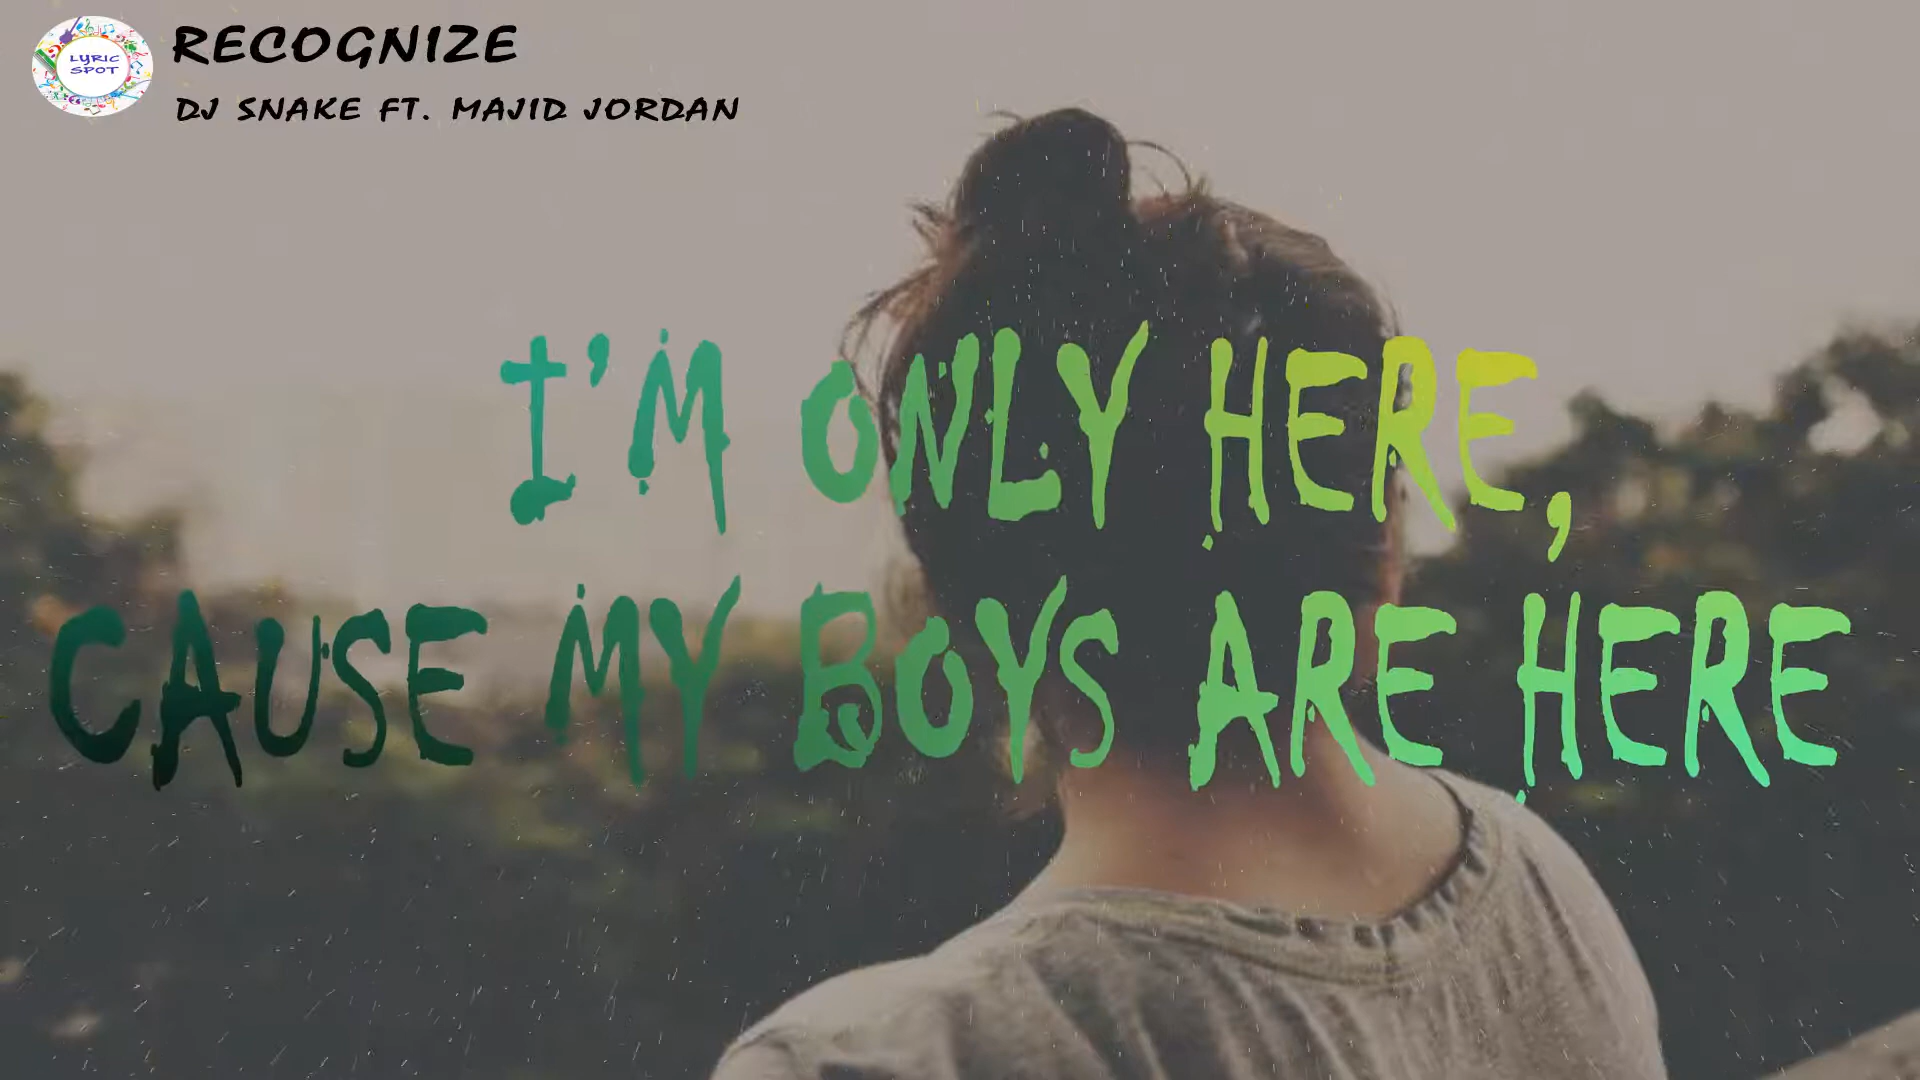 LYRIC
SPOT
RECOGNIZE
DJ SNAKE FT. MAJID JORDAN
I'M ONLY HERE,
CAUSE MY BOYS ARE HERE